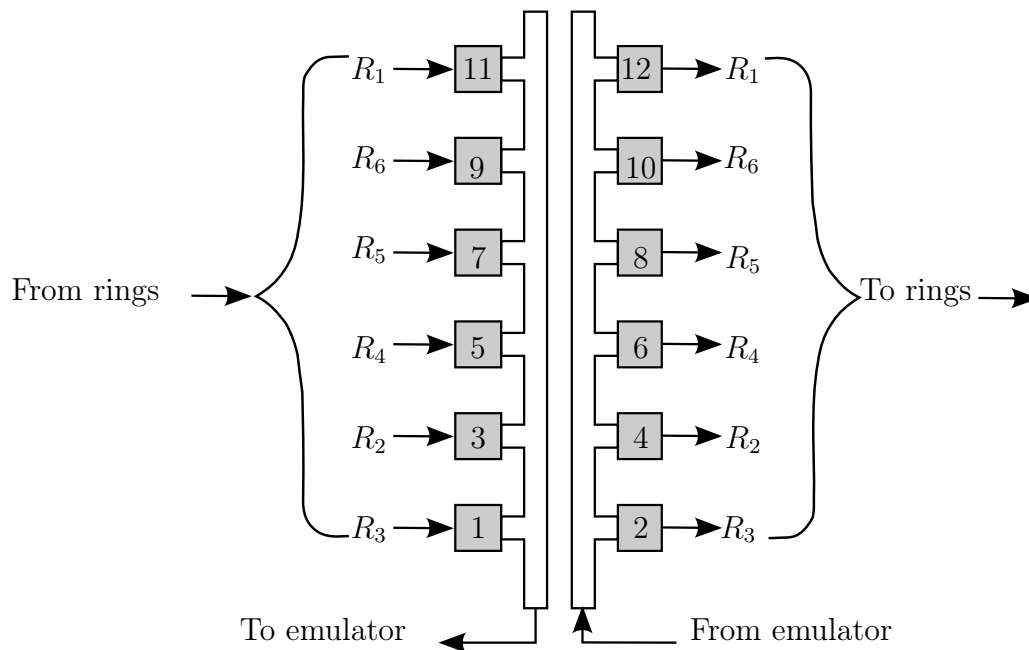 R₁ 11 12 R₁
R₆ 9 10 R₆
R₅ 7 8 R₅
From rings To rings
R₄ 5 6 R₄
R₂ 3 4 R₂
R₃ 1 2 R₃
To emulator From emulator